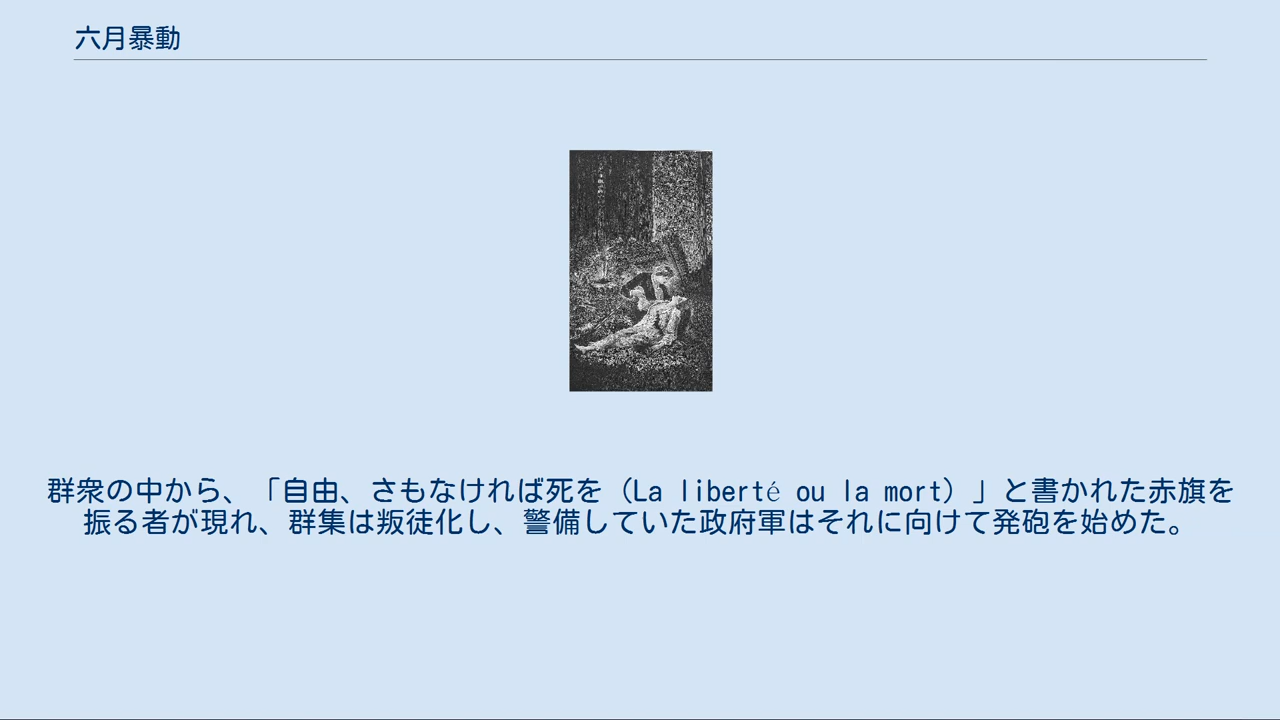 六月暴動
群衆の中から、「自由、さもなければ死を（La liberté ou la mort）」と書かれた赤旗を
振る者が現れ、群集は叛徒化し、警備していた政府軍はそれに向けて発砲を始めた。